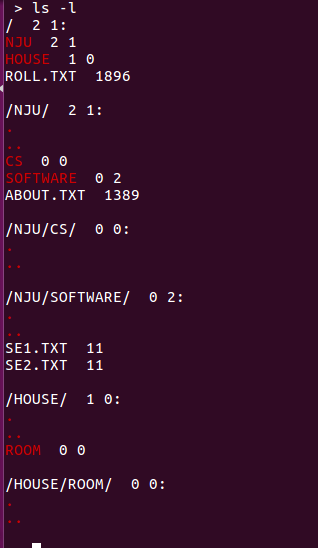 > ls -l
/  2 1:
NJU  2 1
HOUSE  1 0
ROLL.TXT  1896
/NJU/  2 1:
.
..
CS  0 0
SOFTWARE  0 2
ABOUT.TXT  1389
/NJU/CS/  0 0:
.
..
/NJU/SOFTWARE/  0 2:
.
..
SE1.TXT  11
SE2.TXT  11
/HOUSE/  1 0:
.
..
ROOM  0 0
/HOUSE/ROOM/  0 0:
.
..